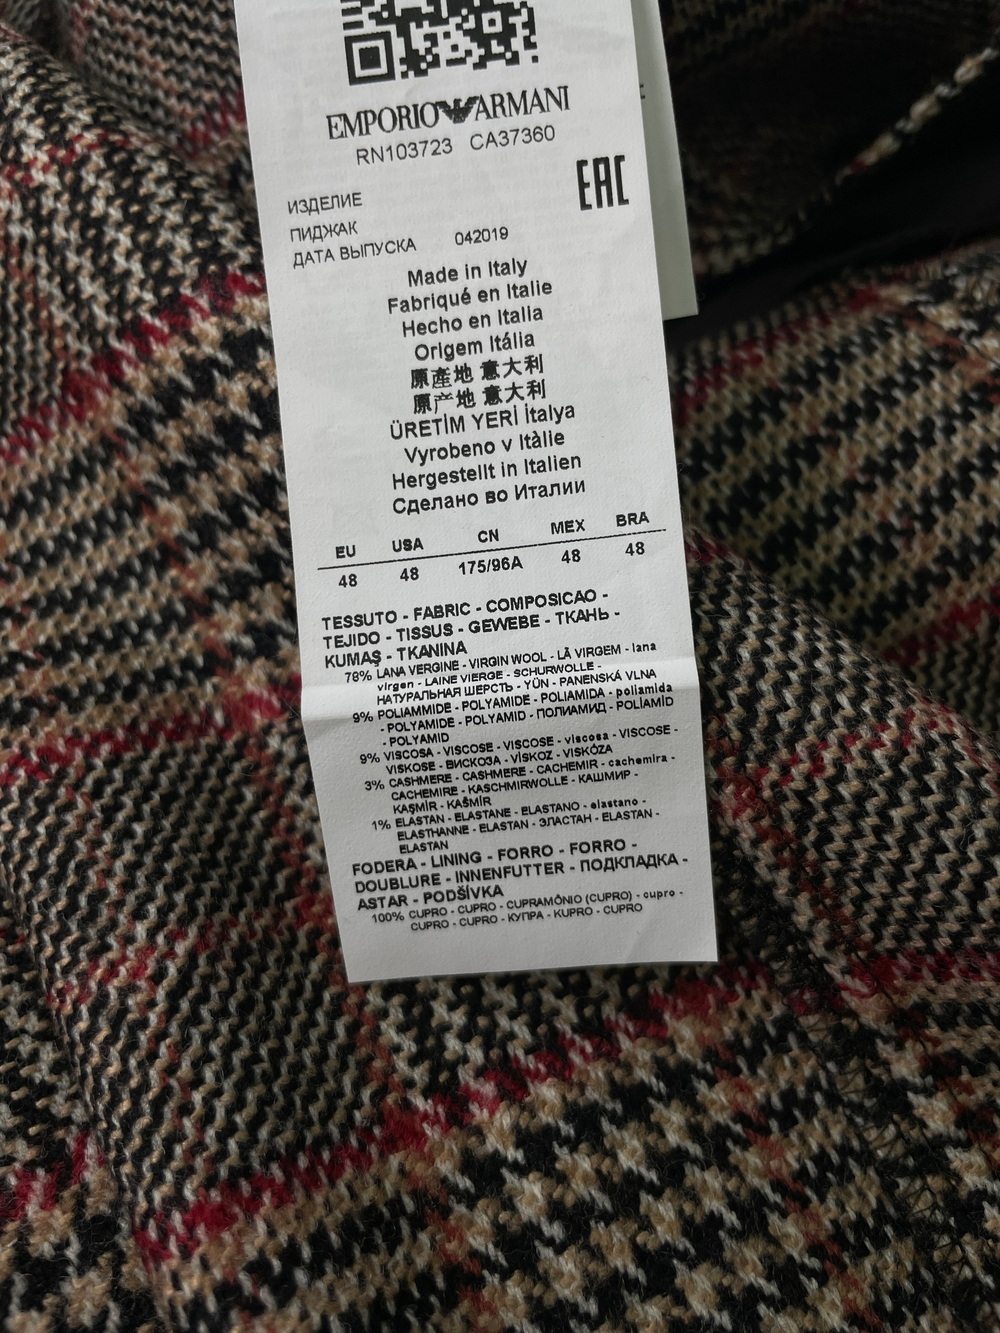 EMPORIO ARMANI
RN103723 CA37360
EAC
ИЗДЕЛИЕ
ПИДЖАК
ДАТА ВЫПУСКА 042019
Made in Italy
Fabriqué en Italie
Hecho en Italia
Origem Itália
原產地 意大利
原产地 意大利
ÜRETİM YERİ İtalya
Vyrobeno v Itàlie
Hergestellt in Italien
Сделано во Италии
EU USA CN MEX BRA
48 48 175/96A 48 48
TESSUTO - FABRIC - COMPOSICAO -
TEJIDO - TISSUS - GEWEBE - ТКАНЬ -
KUMAŞ - TKANINA
78% LANA VERGINE - VIRGIN WOOL - LÃ VIRGEM - lana
virgen - LAINE VIERGE - SCHURWOLLE -
НАТУРАЛЬНАЯ ШЕРСТЬ - YÜN - PANENSKÁ VLNA
9% POLIAMMIDE - POLYAMIDE - POLIAMIDA - poliamida
- POLYAMIDE - POLYAMID - ПОЛИАМИД - POLİAMİD
- POLYAMID
9% VISCOSA - VISCOSE - VISCOSE - viscosa - VISCOSE -
VISKOSE - ВИСКОЗА - VİSKOZ - VISKÓZA
3% CASHMERE - CASHMERE - CACHEMIR - cachemira -
CACHEMIRE - KASCHMIRWOLLE - КАШМИР -
KAŞMİR - KAŠMÍR
1% ELASTAN - ELASTANE - ELASTANO - elastano -
ELASTHANNE - ELASTAN - ЭЛАСТАН - ELASTAN -
ELASTAN
FODERA - LINING - FORRO - FORRO -
DOUBLURE - INNENFUTTER - ПОДКЛАДКА -
ASTAR - PODŠÍVKA
100% CUPRO - CUPRO - CUPRAMÔNIO (CUPRO) - cupro -
CUPRO - CUPRO - КУПРА - KUPRO - CUPRO